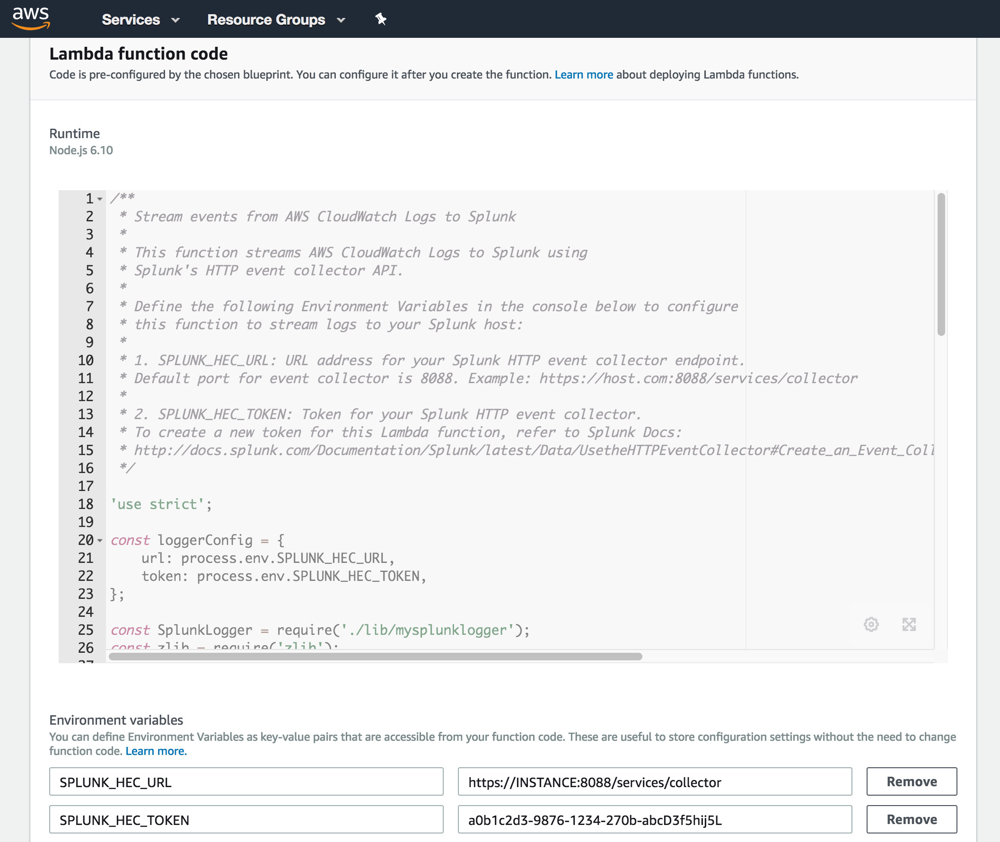 aws Services Resource Groups
Lambda function code
Code is pre-configured by the chosen blueprint. You can configure it after you create the function. Learn more about deploying Lambda functions.
Runtime
Node.js 6.10
1 /**
2 * Stream events from AWS CloudWatch Logs to Splunk
3 *
4 * This function streams AWS CloudWatch Logs to Splunk using
5 * Splunk's HTTP event collector API.
6 *
7 * Define the following Environment Variables in the console below to configure
8 * this function to stream logs to your Splunk host:
9 *
10 * 1. SPLUNK_HEC_URL: URL address for your Splunk HTTP event collector endpoint.
11 * Default port for event collector is 8088. Example: https://host.com:8088/services/collector
12 *
13 * 2. SPLUNK_HEC_TOKEN: Token for your Splunk HTTP event collector.
14 * To create a new token for this Lambda function, refer to Splunk Docs:
15 * http://docs.splunk.com/Documentation/Splunk/latest/Data/UsetheHTTPEventCollector#Create_an_Event_Coll
16 */
17
18 'use strict';
19
20 const loggerConfig = {
21 url: process.env.SPLUNK_HEC_URL,
22 token: process.env.SPLUNK_HEC_TOKEN,
23 };
24
25 const SplunkLogger = require('./lib/mysplunklogger');
26 const zlib = require('zlib');
27
Environment variables
You can define Environment Variables as key-value pairs that are accessible from your function code. These are useful to store configuration settings without the need to change
function code. Learn more.
SPLUNK_HEC_URL https://INSTANCE:8088/services/collector Remove
SPLUNK_HEC_TOKEN a0b1c2d3-9876-1234-270b-abcD3f5hij5L Remove